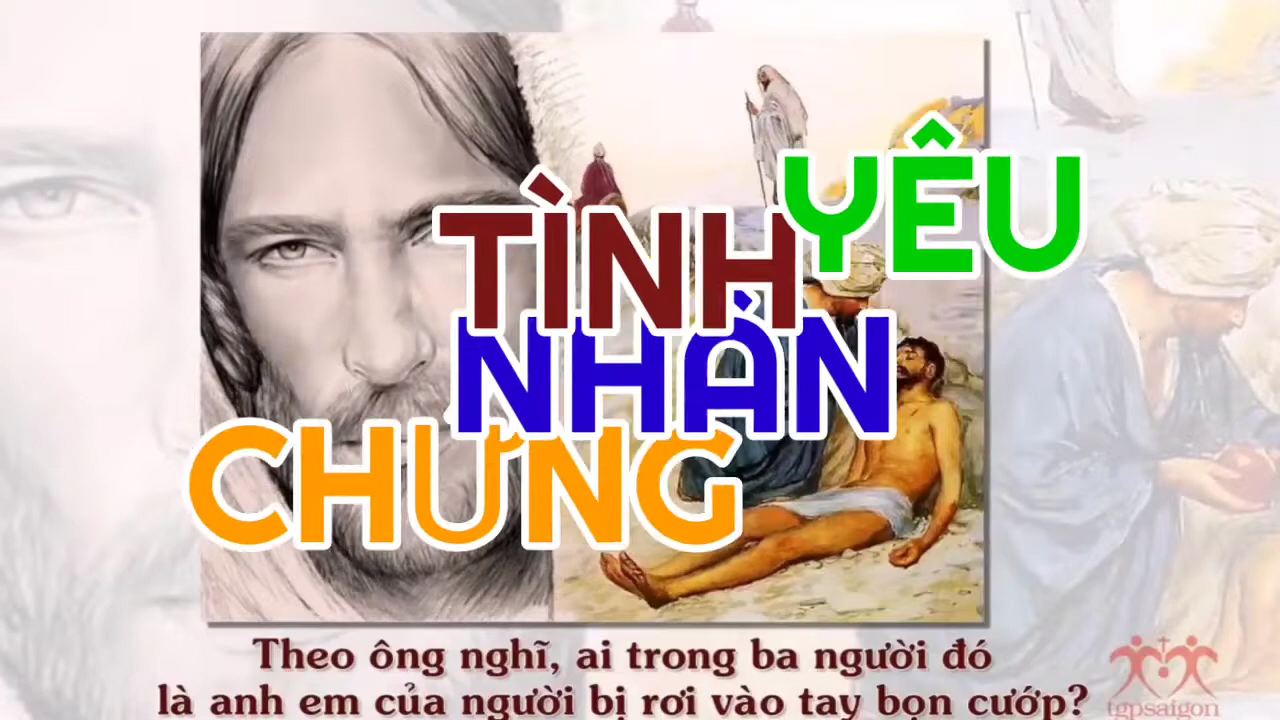 TÌNH YÊU
NHÂN
CHỨNG
Theo ông nghĩ, ai trong ba người đó
là anh em của người bị rơi vào tay bọn cướp?
tgpsaigon